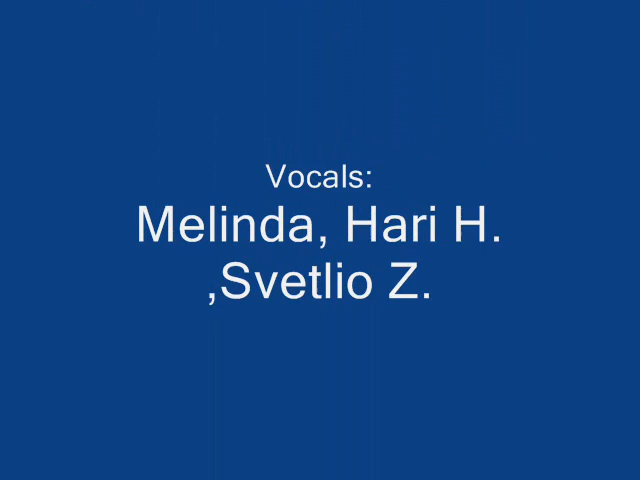 Vocals:
Melinda, Hari H.
,Svetlio Z.